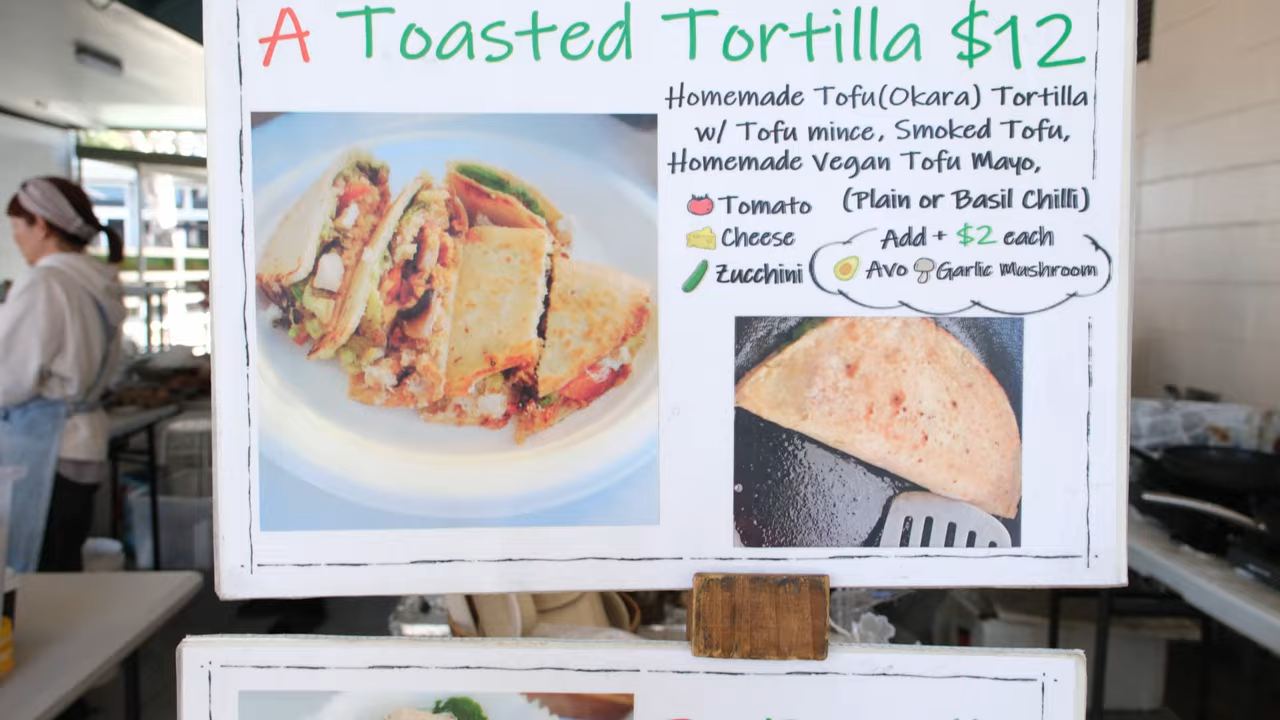 A Toasted Tortilla $12
Homemade Tofu(Okara) Tortilla
w/ Tofu mince, Smoked Tofu,
Homemade Vegan Tofu Mayo,
(Plain or Basil Chilli)
Tomato
Cheese
Zucchini
Add + $2 each
Avo Garlic Mushroom